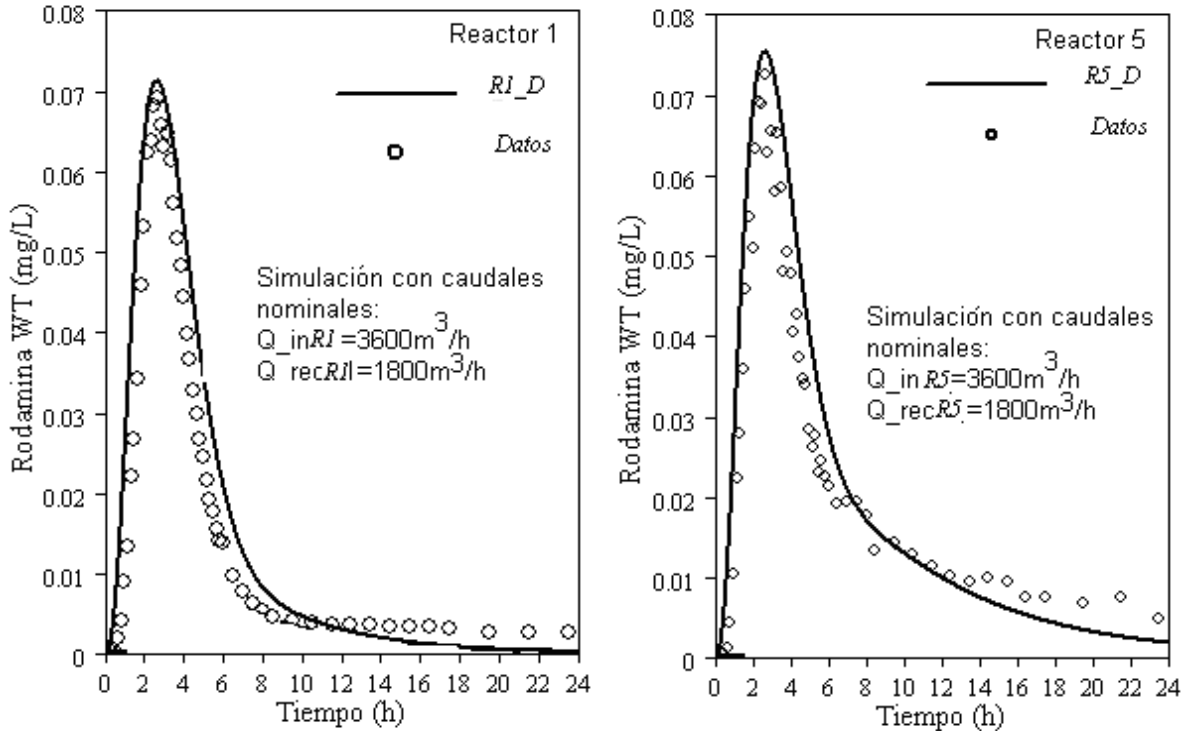 Reactor 1
R1_D
Datos
Simulación con caudales
nominales:
Q_inR1=3600m³/h
Q_recR1=1800m³/h
0.08
0.07
0.06
0.05
0.04
0.03
0.02
0.01
0
Rodamina WT (mg/L)
0 2 4 6 8 10 12 14 16 18 20 22 24
Tiempo (h)
Reactor 5
R5_D
Datos
Simulación con caudales
nominales:
Q_inR5=3600m³/h
Q_recR5=1800m³/h
0.08
0.07
0.06
0.05
0.04
0.03
0.02
0.01
0
Rodamina WT (mg/L)
0 2 4 6 8 10 12 14 16 18 20 22 24
Tiempo (h)